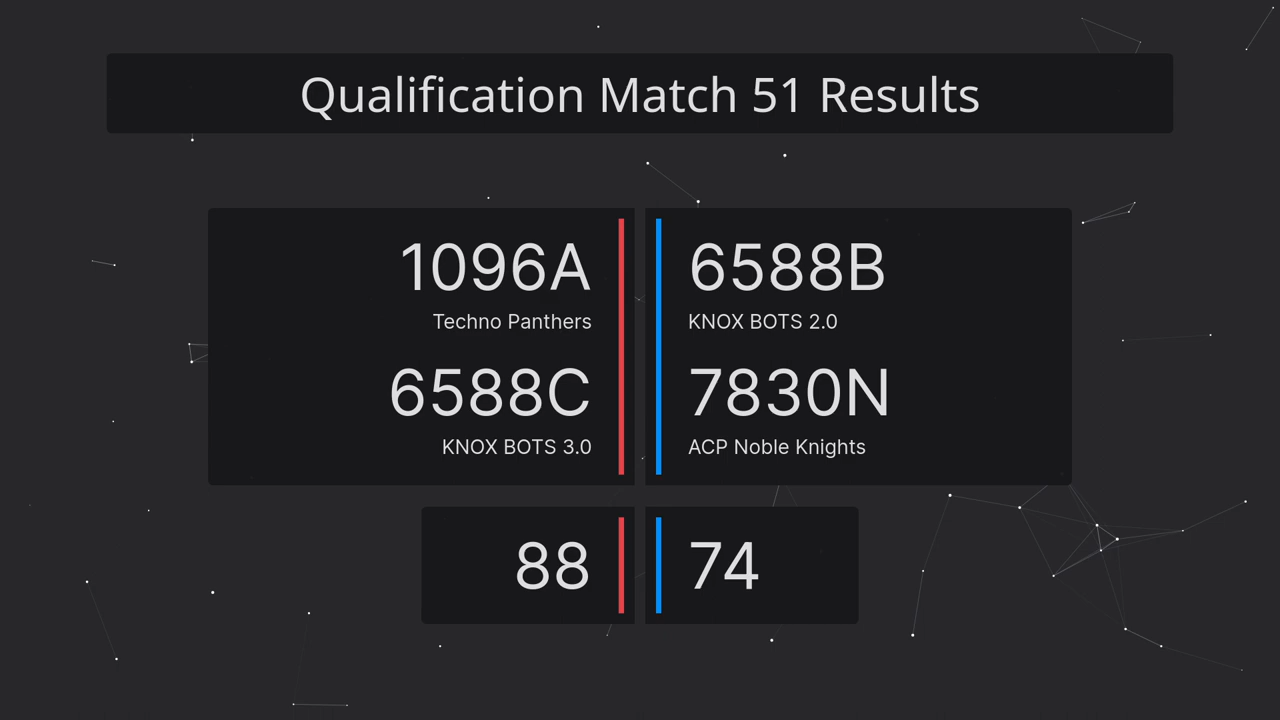 Qualification Match 51 Results
1096A
Techno Panthers
6588C
KNOX BOTS 3.0
6588B
KNOX BOTS 2.0
7830N
ACP Noble Knights
88
74